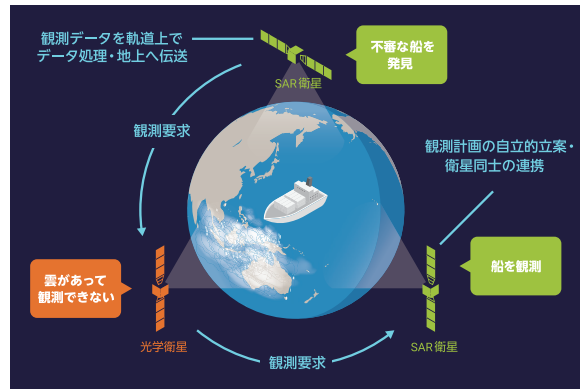 観測データを軌道上で
データ処理・地上へ伝送
不審な船を
発見
SAR衛星
観測要求
観測計画の自立的立案・
衛星同士の連携
雲があって
観測できない
船を観測
光学衛星
SAR衛星
観測要求